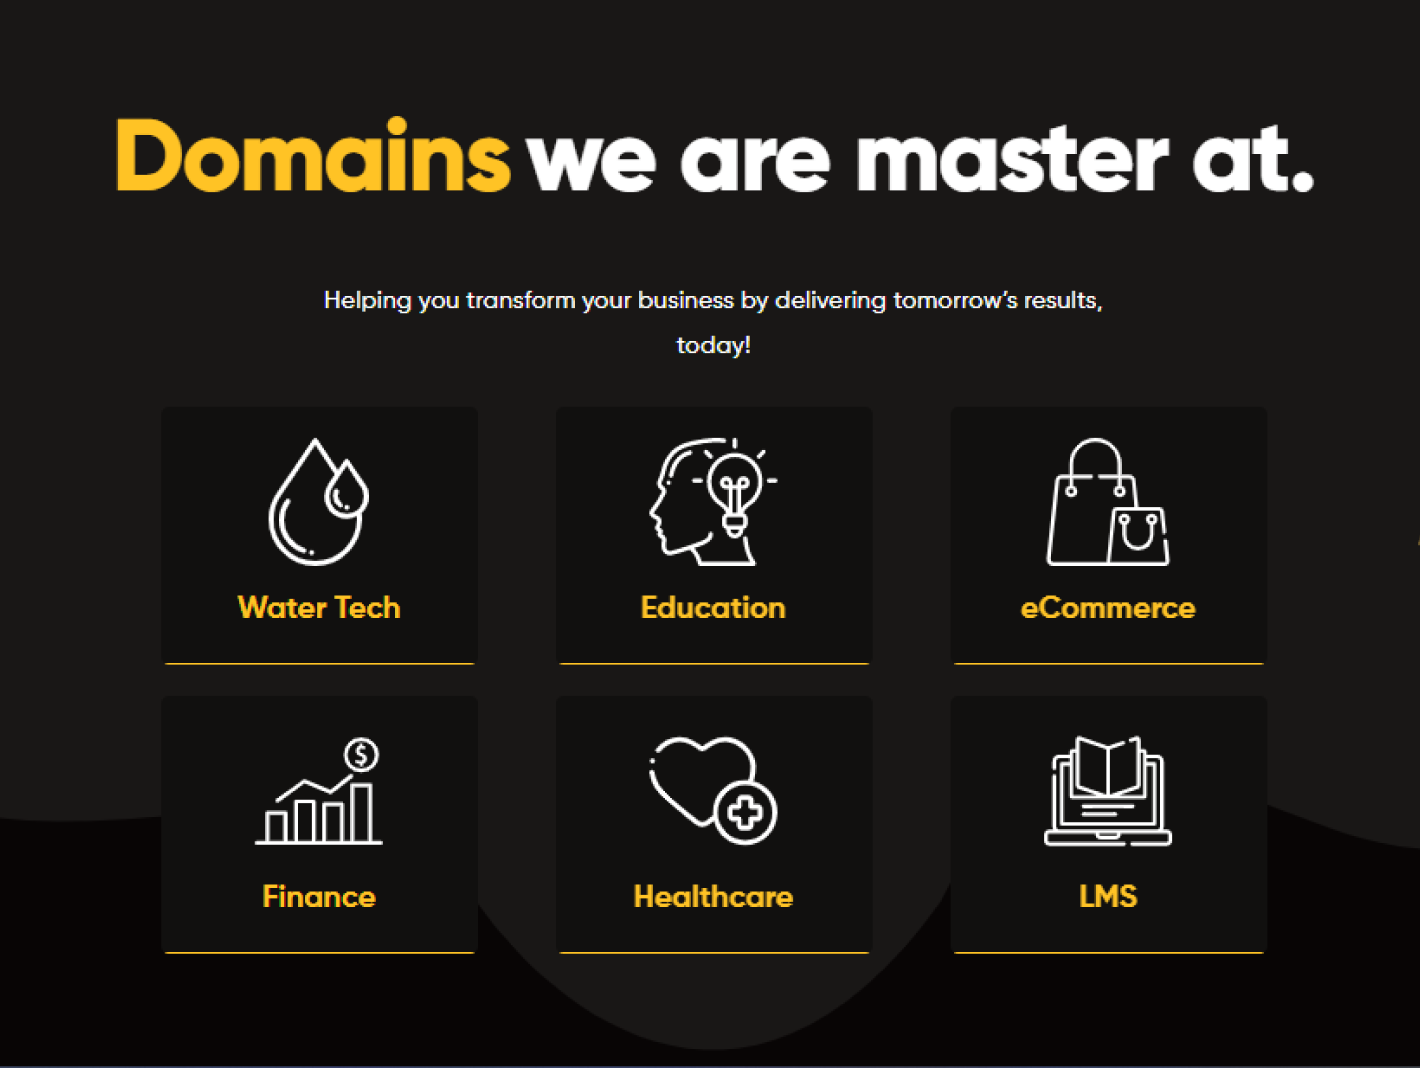 Domains we are master at.
Helping you transform your business by delivering tomorrow’s results,
today!
Water Tech
Education
eCommerce
$
Finance
Healthcare
LMS